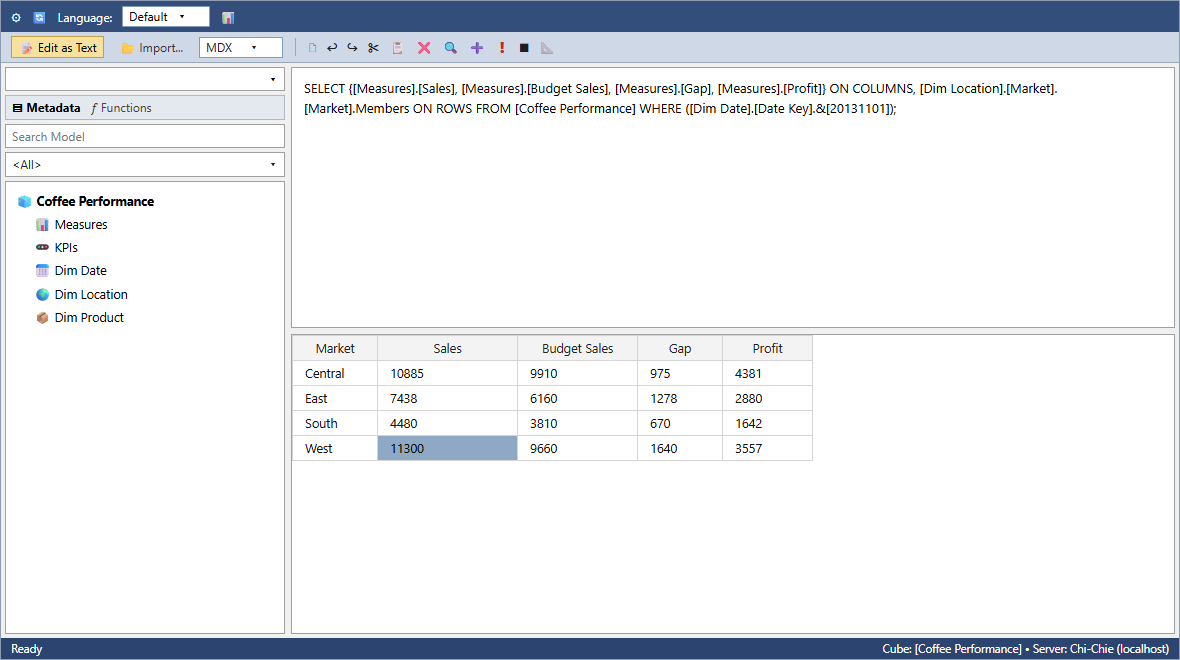 Language: Default
Edit as Text Import... MDX
SELECT {[Measures].[Sales], [Measures].[Budget Sales], [Measures].[Gap], [Measures].[Profit]} ON COLUMNS, [Dim Location].[Market].
[Market].Members ON ROWS FROM [Coffee Performance] WHERE ([Dim Date].[Date Key].&[20131101]);
Metadata ƒ Functions
Search Model
<All>
Coffee Performance
Measures
KPIs
Dim Date
Dim Location
Dim Product
Market Sales Budget Sales Gap Profit
Central 10885 9910 975 4381
East 7438 6160 1278 2880
South 4480 3810 670 1642
West 11300 9660 1640 3557
Ready Cube: [Coffee Performance] • Server: Chi-Chie (localhost)